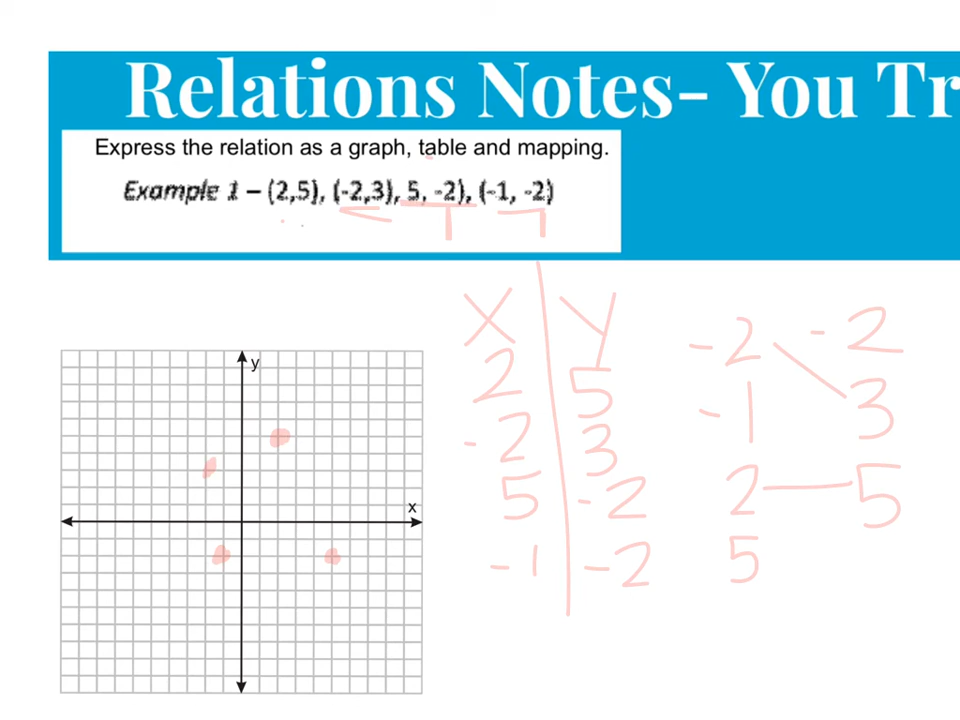 Relations Notes- You Tr
Express the relation as a graph, table and mapping.
Example 1 – (2,5), (-2,3), 5, -2), (-1, -2)
X Y
2 5
-2 3
5 -2
-1 -2
-2 -2
-1 3
2 5
5
y
x